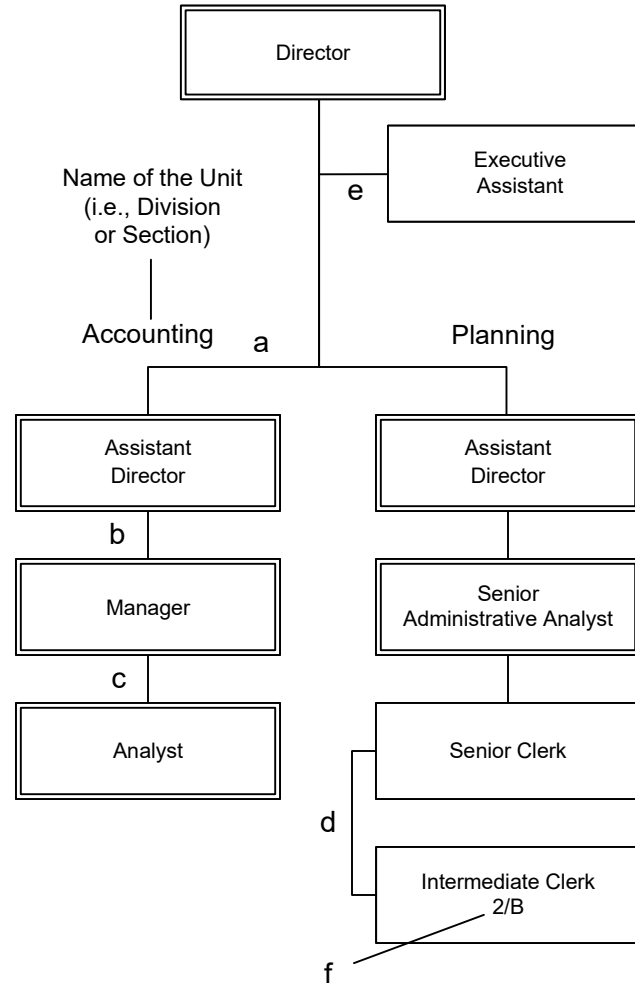 Director
Executive
Assistant
e
Name of the Unit
(i.e., Division
or Section)
Accounting
a
Planning
Assistant
Director
Assistant
Director
b
Manager
Senior
Administrative Analyst
c
Analyst
Senior Clerk
d
Intermediate Clerk
2/B
f